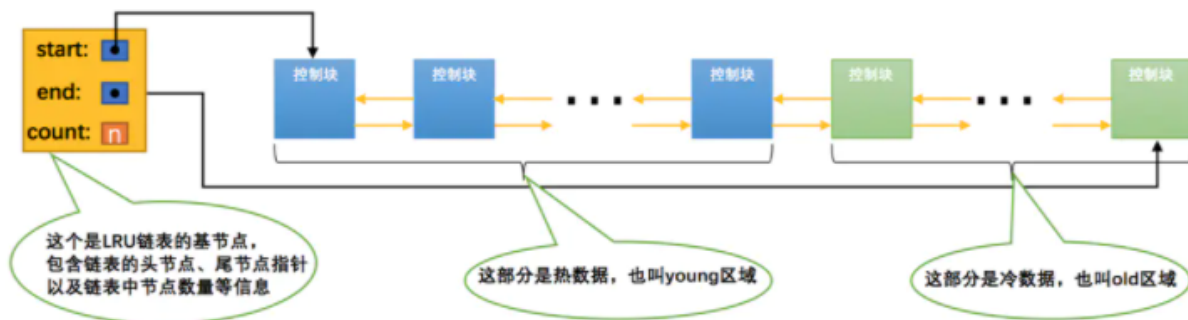 start:
end:
count:
n
控制块
控制块
控制块
控制块
控制块
这个是LRU链表的基节点，
包含链表的头节点、尾节点指针
以及链表中节点数量等信息
这部分是热数据，也叫young区域
这部分是冷数据，也叫old区域